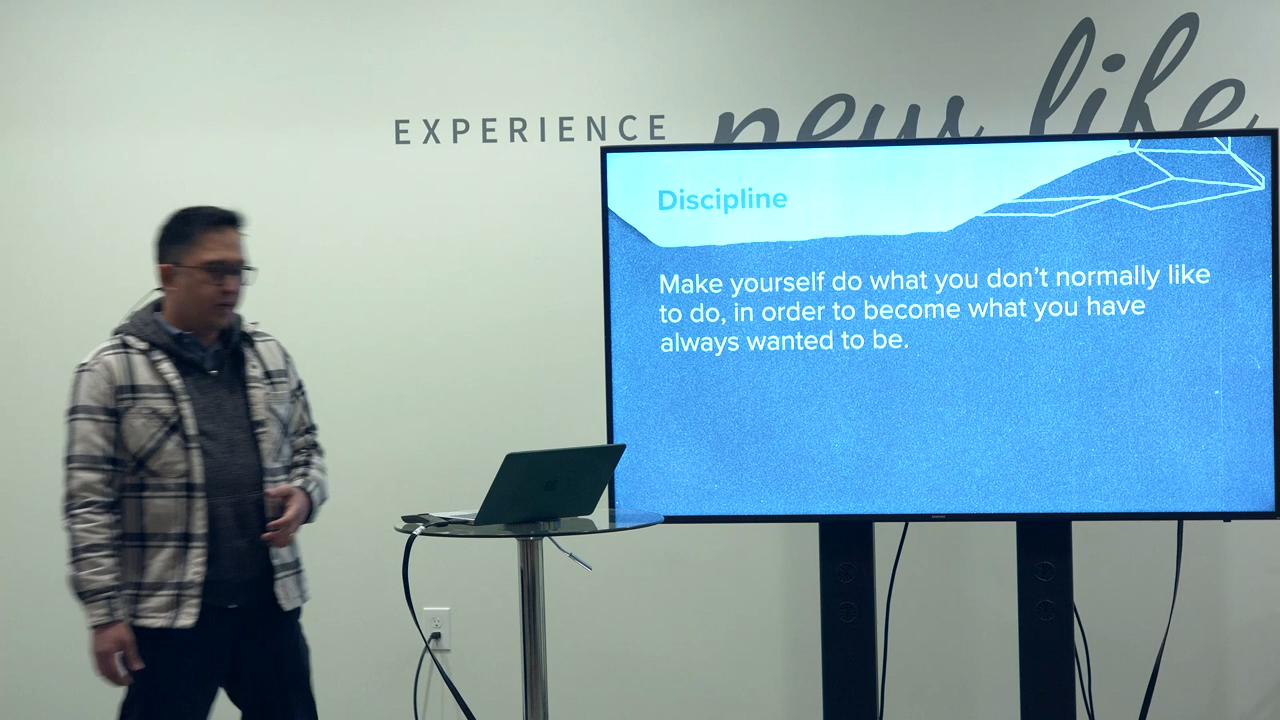 EXPERIENCE new life
Discipline
Make yourself do what you don't normally like
to do, in order to become what you have
always wanted to be.